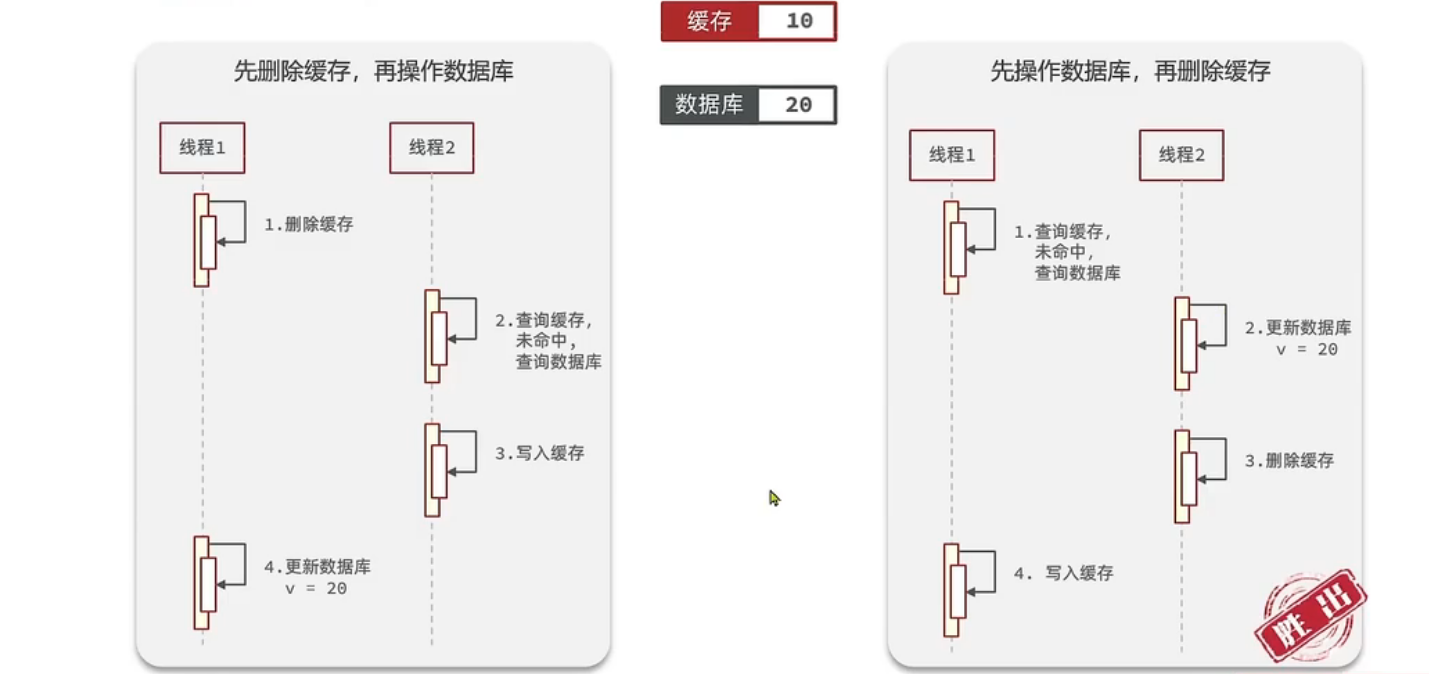 缓存 10
数据库 20
先删除缓存，再操作数据库
线程1
线程2
1.删除缓存
2.查询缓存，
未命中，
查询数据库
3.写入缓存
4.更新数据库
v = 20
先操作数据库，再删除缓存
线程1
线程2
1.查询缓存，
未命中，
查询数据库
2.更新数据库
v = 20
3.删除缓存
4. 写入缓存
胜出